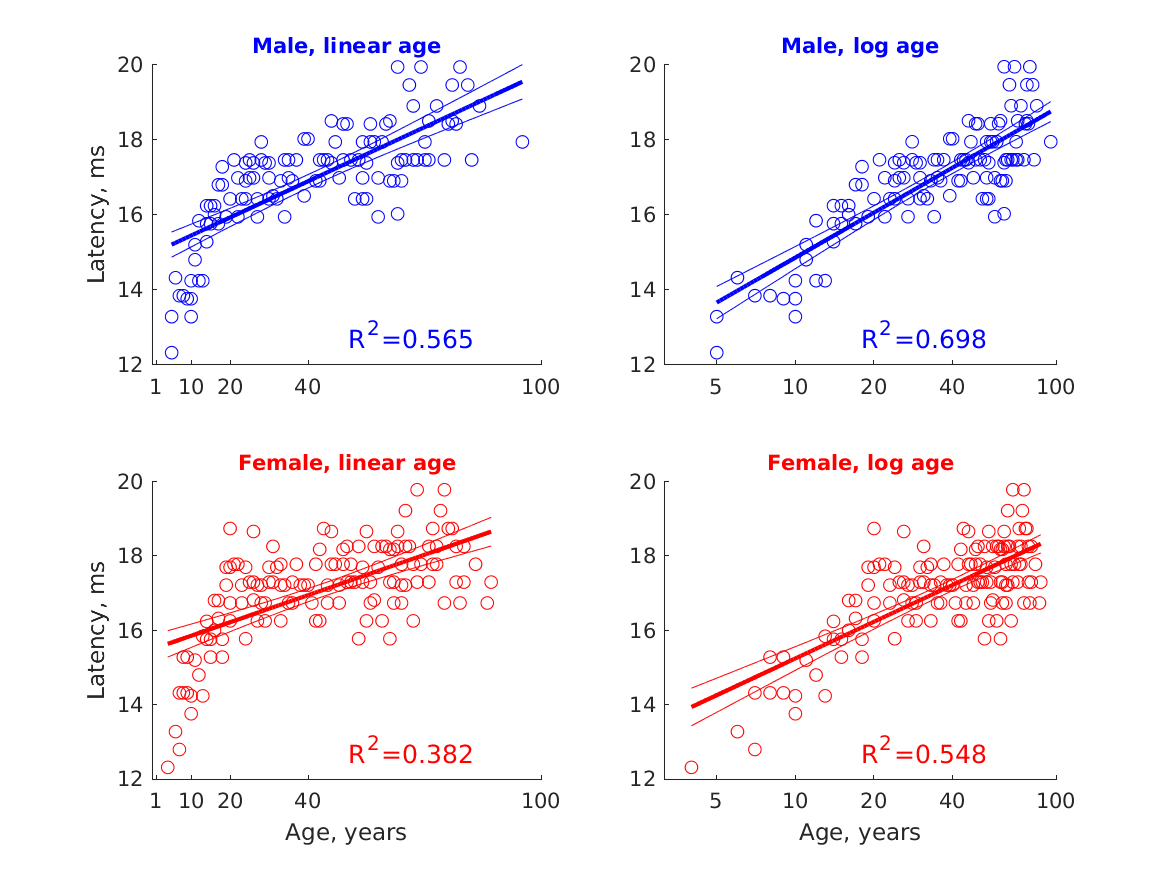 Male, linear age
Male, log age
20
18
16
14
12
Latency, ms
R²=0.565
1 10 20 40 100
20
18
16
14
12
R²=0.698
5 10 20 40 100
Female, linear age
Female, log age
20
18
16
14
12
Latency, ms
R²=0.382
1 10 20 40 100
Age, years
20
18
16
14
12
R²=0.548
5 10 20 40 100
Age, years